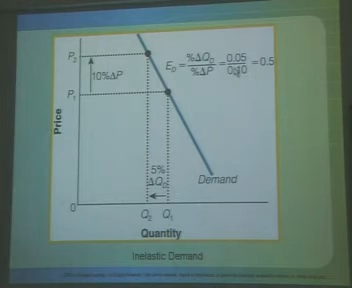 P₂
10%ΔP
P₁
Price
E_D = %ΔQ_D / %ΔP = 0.05 / 0.10 = 0.5
5%
ΔQ_D
Demand
0
Q₂ Q₁
Quantity
Inelastic Demand